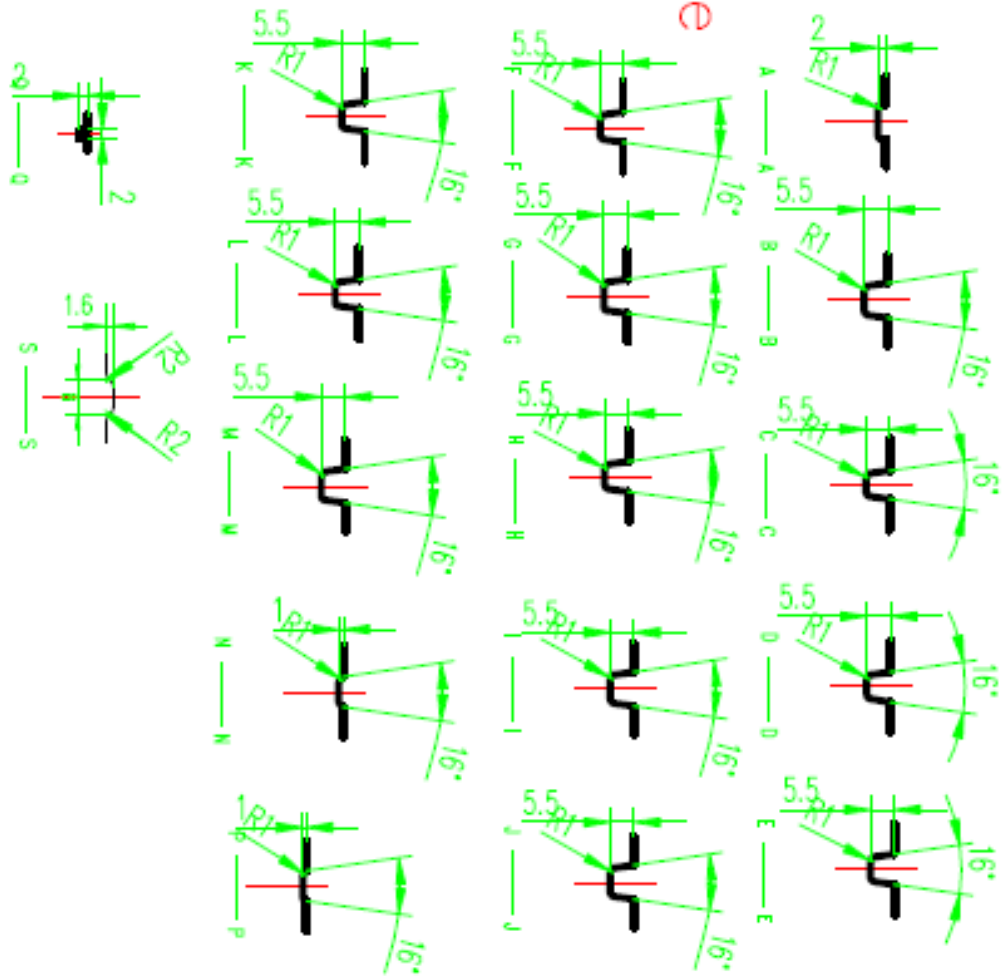 e
Q
2
K — K
5.5
R1
16°
F — F
5.5
R1
16°
A — A
2
R1
S — S
1.6
R2
R2
L — L
5.5
R1
16°
G — G
5.5
R1
16°
B — B
5.5
R1
16°
M — M
5.5
R1
16°
H — H
5.5
R1
16°
C — C
5.5
R1
16°
N — N
1
R1
16°
I — I
5.5
R1
16°
D — D
5.5
R1
16°
P — P
1
R1
16°
J — J
5.5
R1
16°
E — E
5.5
R1
16°